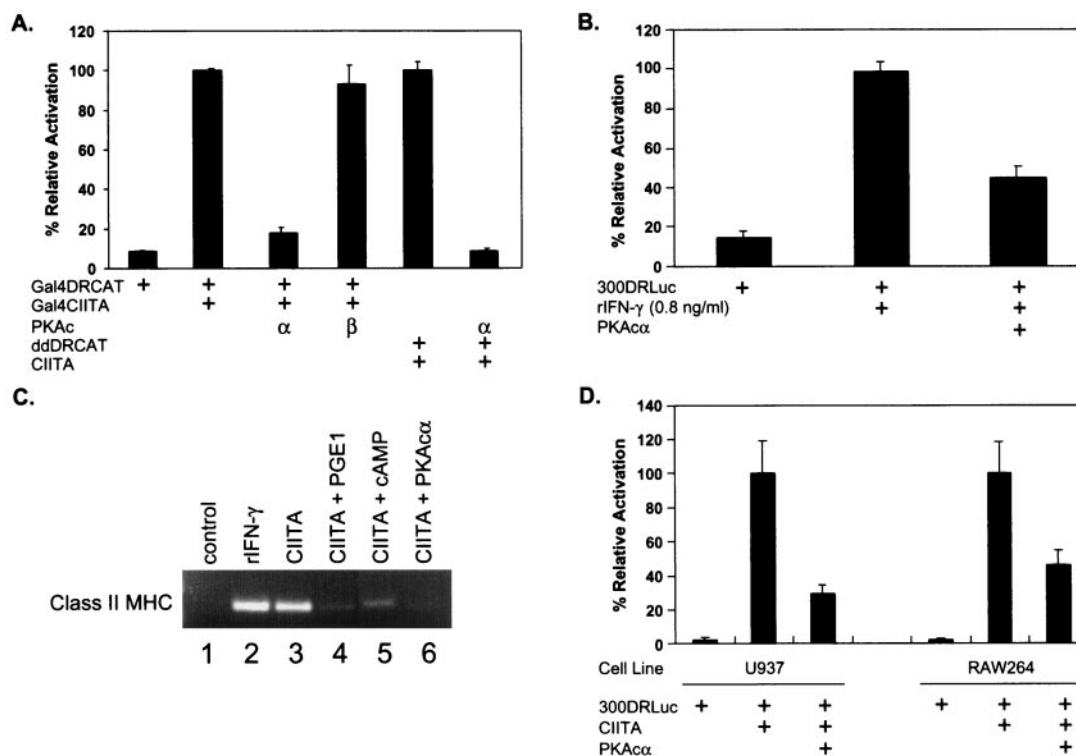 A.
% Relative Activation
120
100
80
60
40
20
0
Gal4DRCAT + + + +
Gal4CIITA + + +
PKAc α β α
ddDRCAT + +
CIITA + +
B.
% Relative Activation
120
100
80
60
40
20
0
300DRLuc + + +
rIFN-γ (0.8 ng/ml) + +
PKAcα +
C.
control
rIFN-γ
CIITA
CIITA + PGE1
CIITA + cAMP
CIITA + PKAcα
Class II MHC
1 2 3 4 5 6
D.
% Relative Activation
140
120
100
80
60
40
20
0
Cell Line U937 RAW264
300DRLuc + + + + + +
CIITA + + + +
PKAcα + +